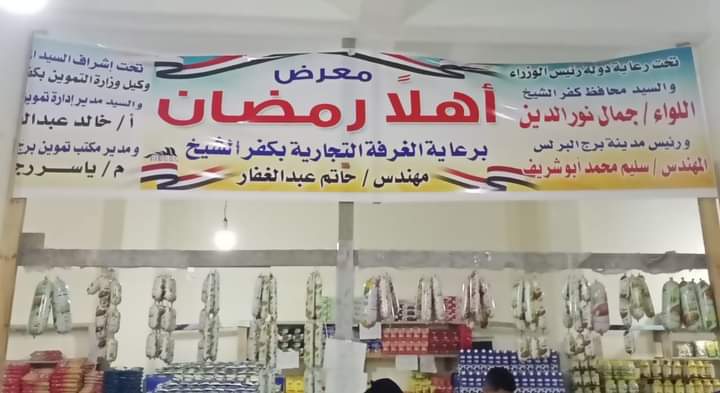 تحت رعاية دولة رئيس الوزراء
والسيد محافظ كفر الشيخ
اللواء / جمال نور الدين
ورئيس مدينة برج البرلس
المهندس / سليم محمد أبو شريف
معرض
أهلاً رمضان
برعاية الغرفة التجارية بكفر الشيخ
مهندس / حاتم عبد الغفار
تحت إشراف السيد
وكيل وزارة التموين بكفر
والسيد مدير إدارة تموين
أ / خالد عبد
ومدير مكتب تموين برج
م / ياسر رج